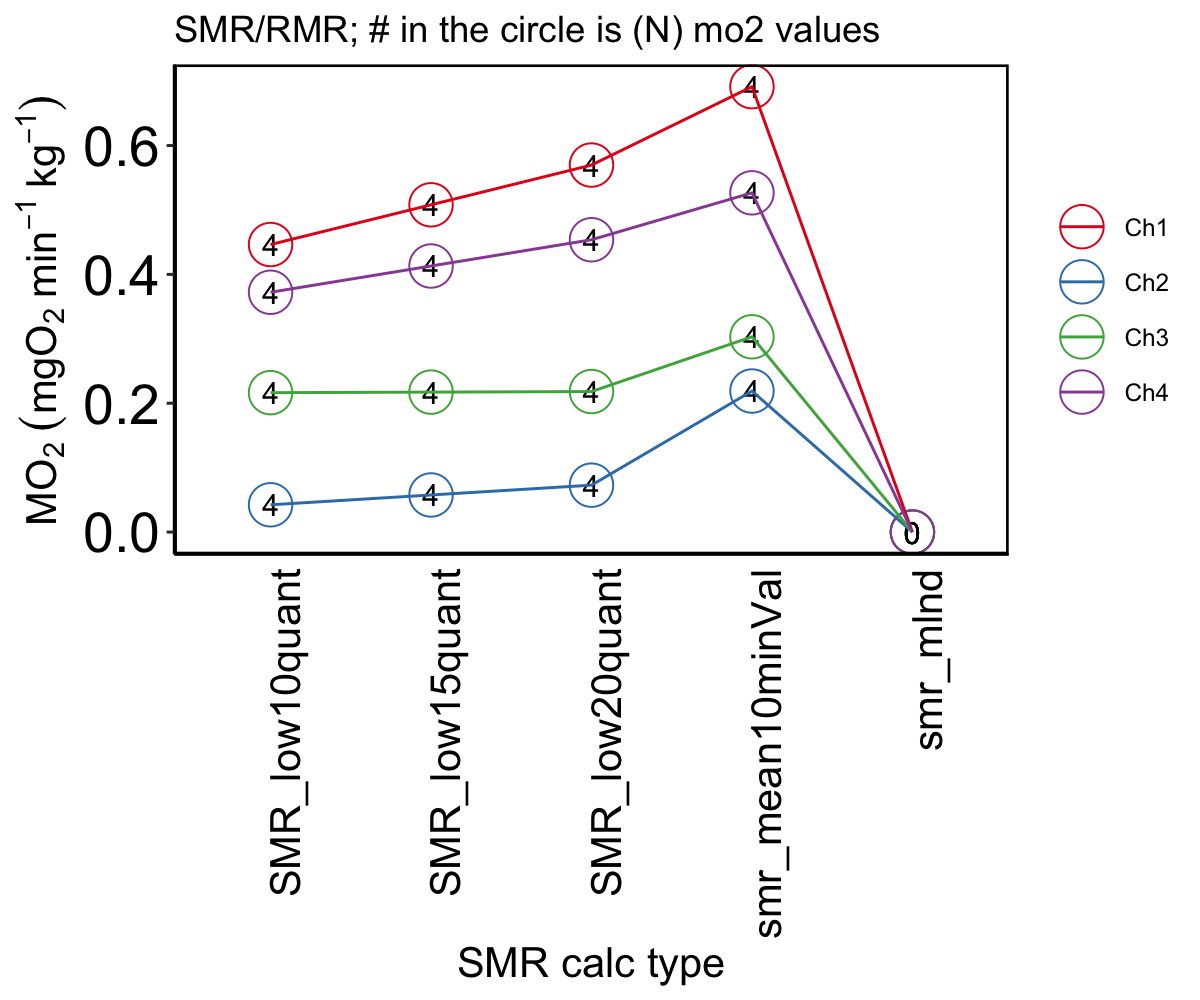 SMR/RMR; # in the circle is (N) mo2 values
MO₂ (mgO₂ min⁻¹ kg⁻¹)
0.6
0.4
0.2
0.0
4 4 4 4
4 4 4 4
4 4 4 4
4 4 4 4
0
SMR_low10quant
SMR_low15quant
SMR_low20quant
smr_mean10minVal
smr_mlnd
SMR calc type
Ch1
Ch2
Ch3
Ch4